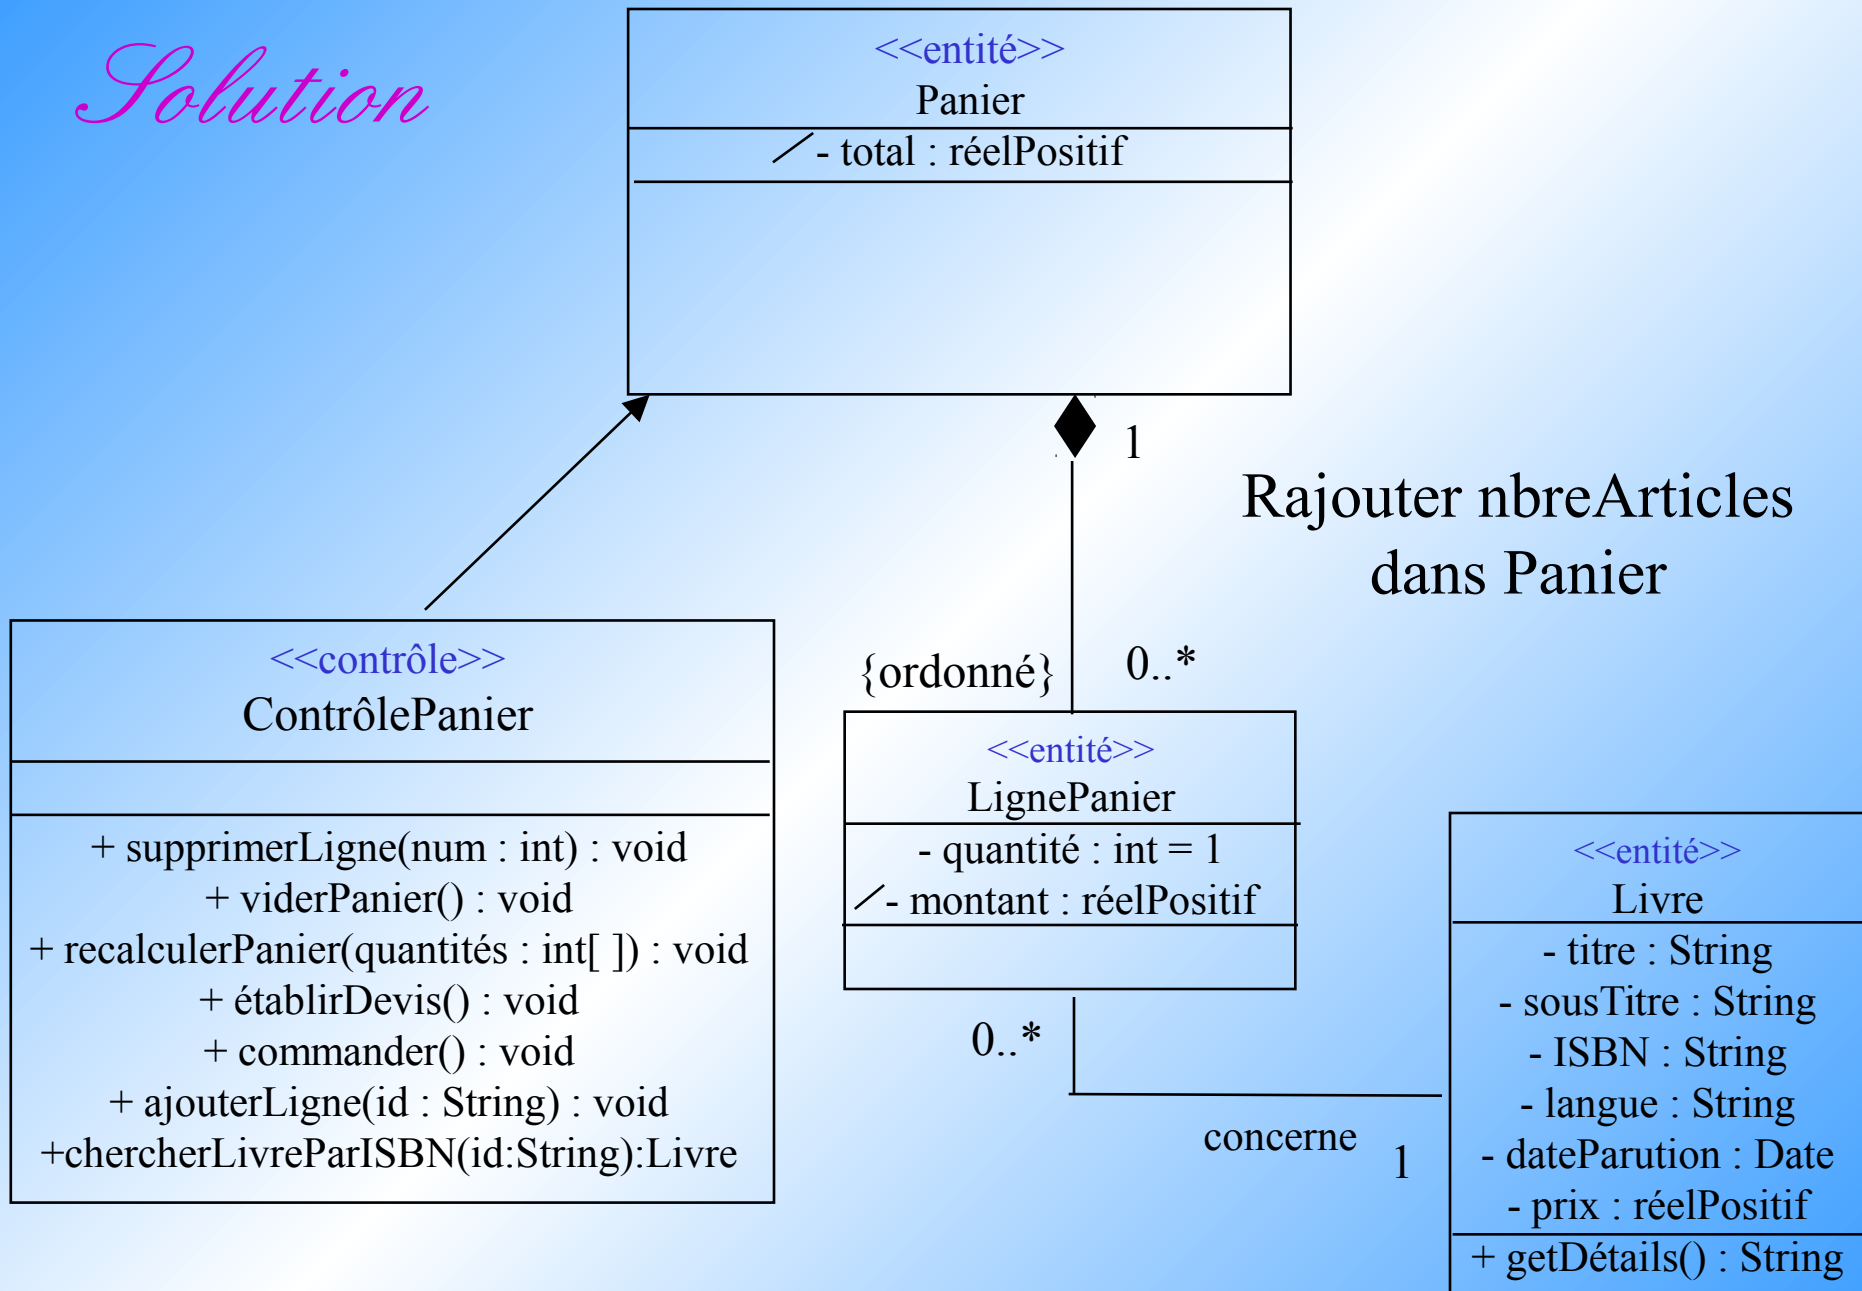 Solution
<<entité>>
Panier
/- total : réelPositif
1
Rajouter nbreArticles
dans Panier
{ordonné}
0..*
<<contrôle>>
ContrôlePanier
+ supprimerLigne(num : int) : void
+ viderPanier() : void
+ recalculerPanier(quantités : int[ ]) : void
+ établirDevis() : void
+ commander() : void
+ ajouterLigne(id : String) : void
+chercherLivreParISBN(id:String):Livre
<<entité>>
LignePanier
- quantité : int = 1
/- montant : réelPositif
0..*
concerne
1
<<entité>>
Livre
- titre : String
- sousTitre : String
- ISBN : String
- langue : String
- dateParution : Date
- prix : réelPositif
+ getDétails() : String